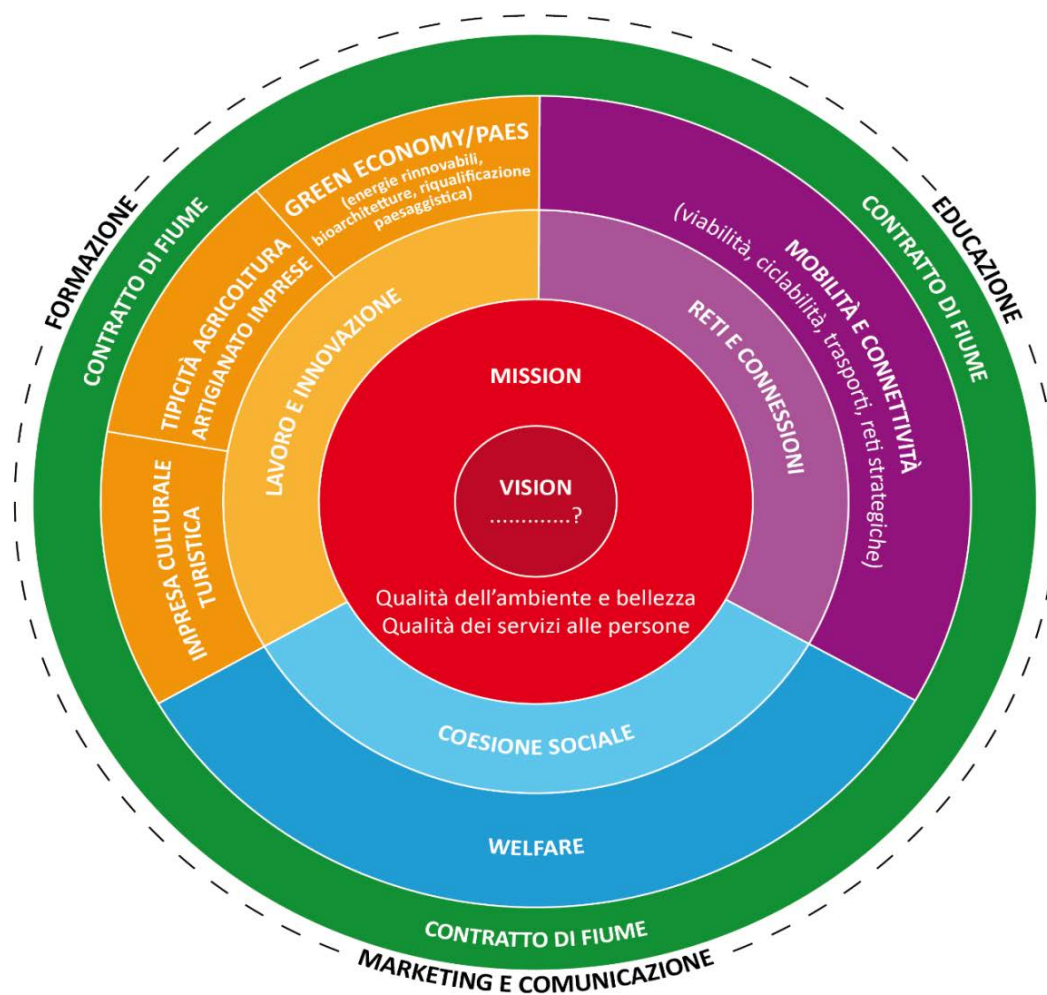 FORMAZIONE
EDUCAZIONE
MARKETING E COMUNICAZIONE
CONTRATTO DI FIUME
CONTRATTO DI FIUME
CONTRATTO DI FIUME
GREEN ECONOMY/PAES
(energie rinnovabili,
bioarchitetture, riqualificazione
paesaggistica)
TIPICITÀ AGRICOLTURA
ARTIGIANATO IMPRESE
IMPRESA CULTURALE
TURISTICA
LAVORO E INNOVAZIONE
MOBILITÀ E CONNETTIVITÀ
(viabilità, ciclabilità, trasporti, reti strategiche)
RETI E CONNESSIONI
MISSION
VISION
.............?
Qualità dell’ambiente e bellezza
Qualità dei servizi alle persone
COESIONE SOCIALE
WELFARE